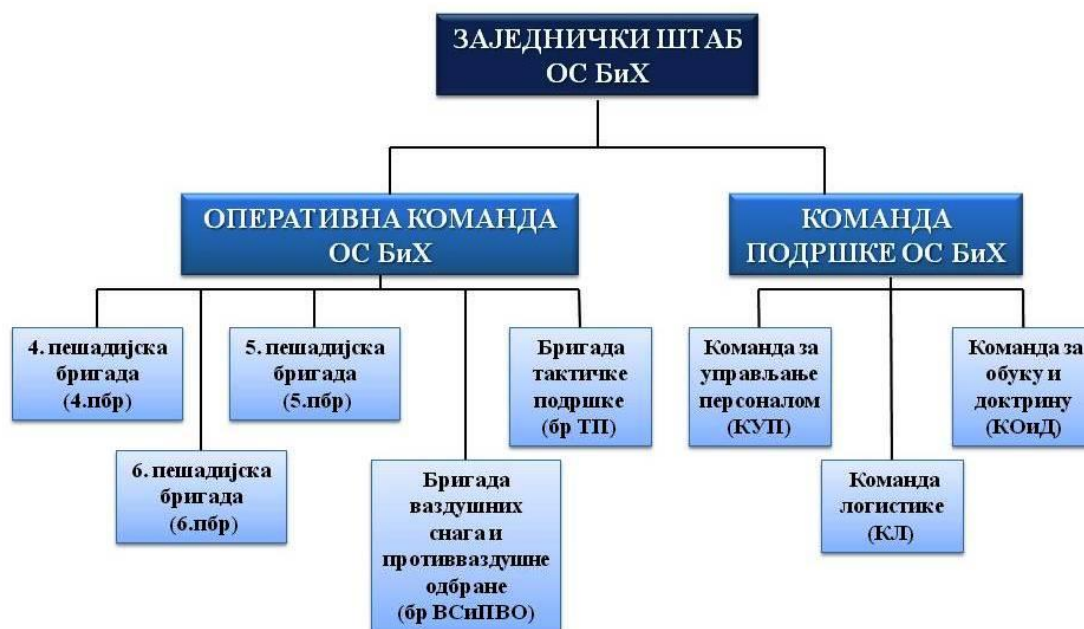 ЗАЈЕДНИЧКИ ШТАБ
ОС БиХ
ОПЕРАТИВНА КОМАНДА
ОС БиХ
КОМАНДА
ПОДРШКЕ ОС БиХ
4. пешадијска
бригада
(4.пбр)
5. пешадијска
бригада
(5.пбр)
Бригада
тактичке
подршке
(бр ТП)
Команда за
управљање
персоналом
(КУП)
Команда за
обуку и
доктрину
(КОиД)
6. пешадијска
бригада
(6.пбр)
Бригада
ваздушних
снага и
противваздушне
одбране
(бр ВСиПВО)
Команда
логистике
(КЛ)